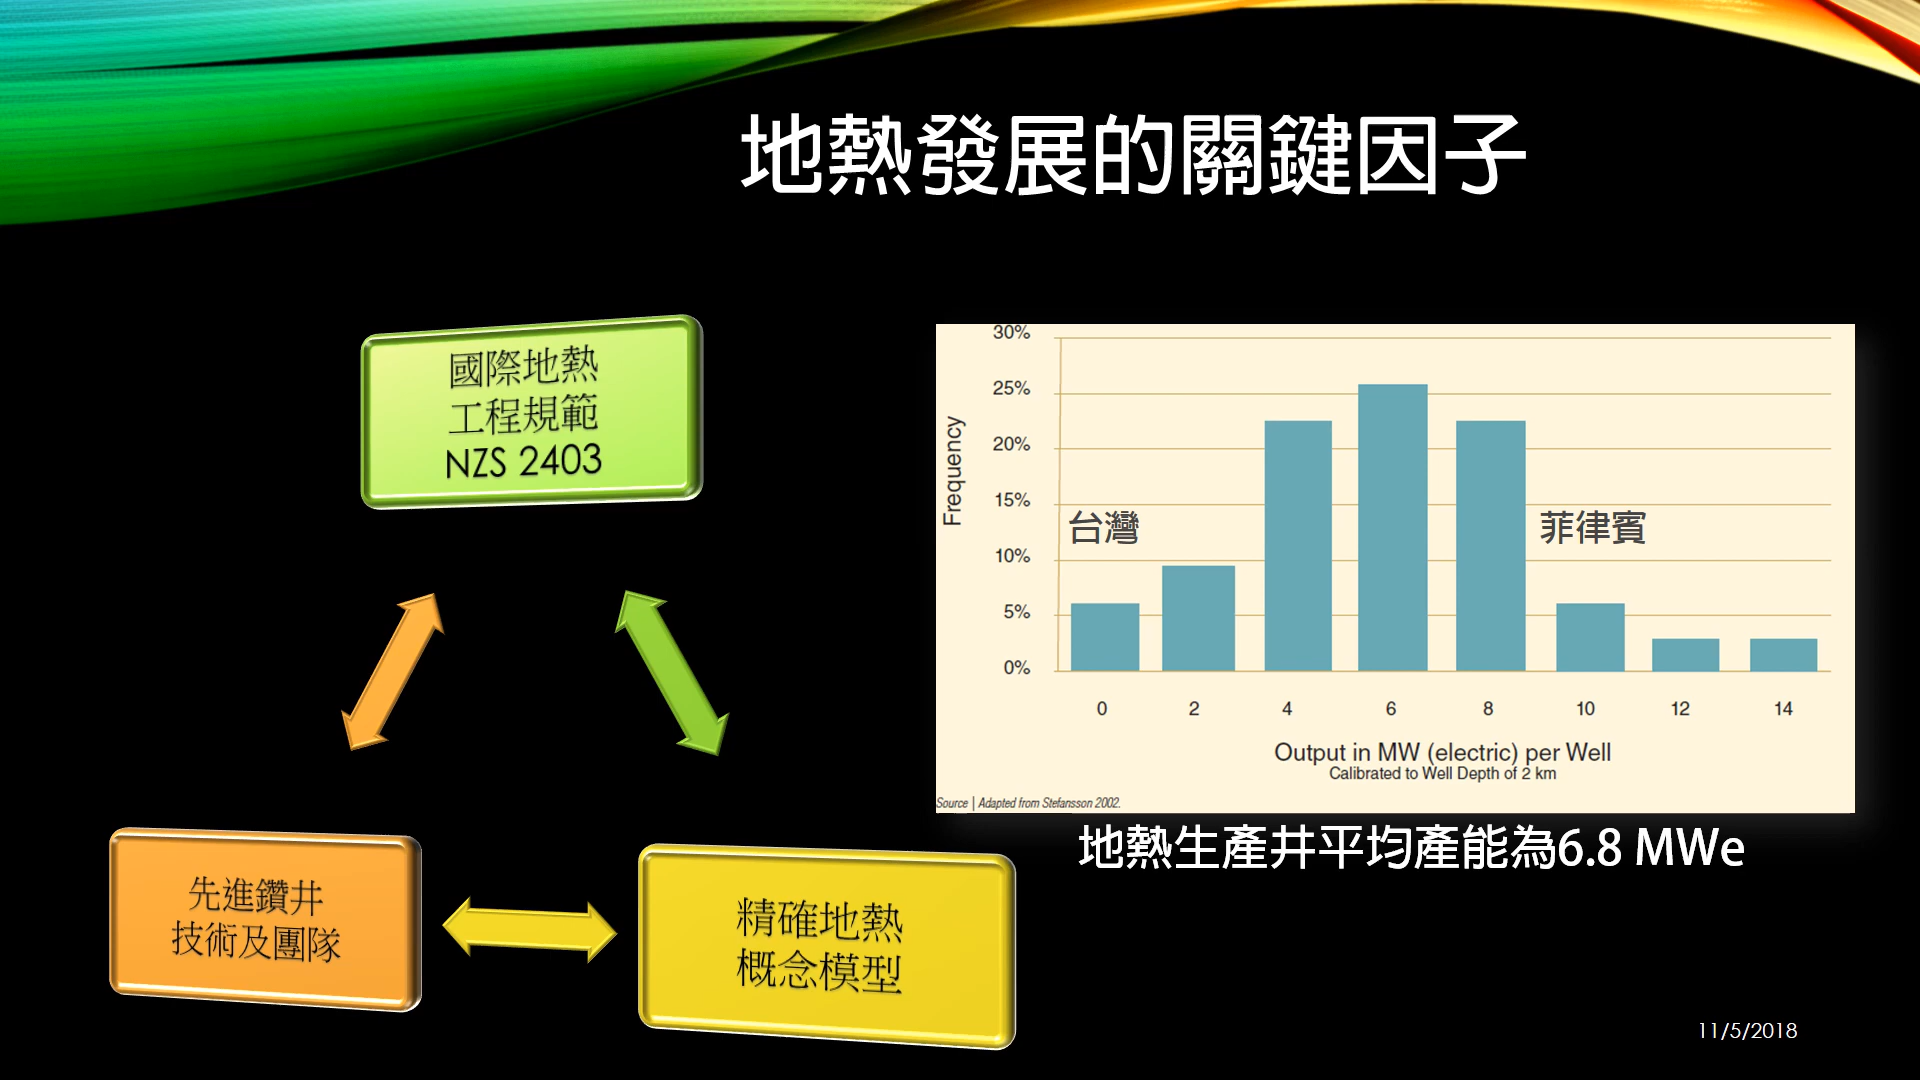 地熱發展的關鍵因子
國際地熱
工程規範
NZS 2403
先進鑽井
技術及團隊
精確地熱
概念模型
Frequency
30%
25%
20%
15%
10%
5%
0%
台灣
菲律賓
0 2 4 6 8 10 12 14
Output in MW (electric) per Well
Calibrated to Well Depth of 2 km
Source | Adapted from Stefansson 2002.
地熱生產井平均產能為6.8 MWe
11/5/2018